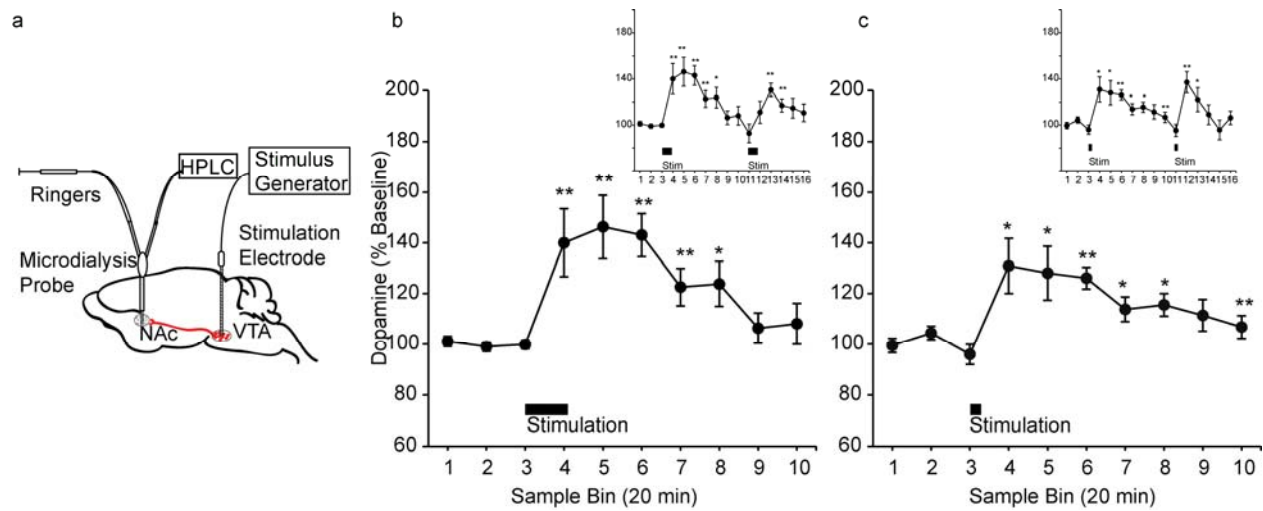 a
HPLC
Stimulus
Generator
Ringers
Stimulation
Electrode
Microdialysis
Probe
NAc
VTA
b
180
140
100
** ** ** ** * ** **
Stim
Stim
1 2 3 4 5 6 7 8 9 10 11 12 13 14 15 16
Dopamine (% Baseline)
200
180
160
140
120
100
80
60
** ** ** ** *
Stimulation
1 2 3 4 5 6 7 8 9 10
Sample Bin (20 min)
c
180
140
100
* * ** * * ** ** *
Stim
Stim
1 2 3 4 5 6 7 8 9 10 11 12 13 14 15 16
200
180
160
140
120
100
80
60
* * ** * * **
Stimulation
1 2 3 4 5 6 7 8 9 10
Sample Bin (20 min)